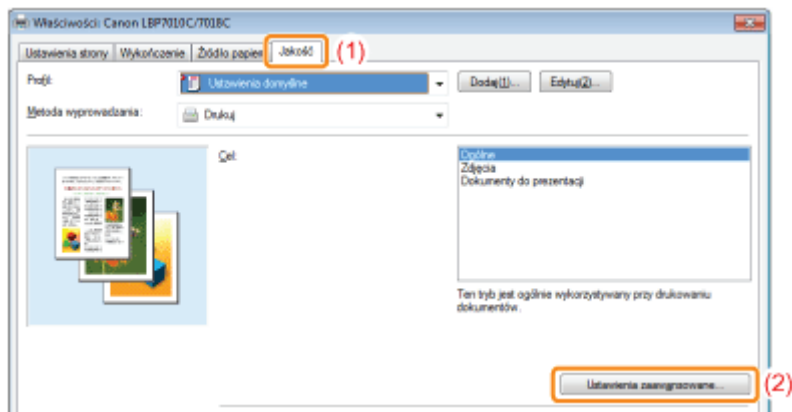 Właściwości: Canon LBP7010C/7018C
Ustawienia strony Wykończenie Źródło papieru Jakość (1)
Profil: Ustawienia domyślne Dodaj(1)... Edytuj(2)...
Metoda wyprowadzania: Drukuj
Cel: Ogólne
Zdjęcia
Dokumenty do prezentacji
Ten tryb jest ogólnie wykorzystywany przy drukowaniu
dokumentów.
Ustawienia zaawansowane... (2)